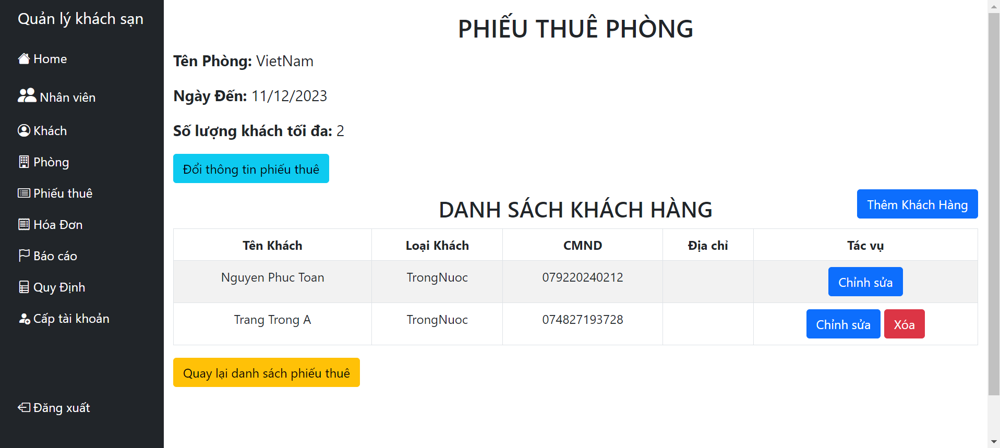 Quản lý khách sạn
Home
Nhân viên
Khách
Phòng
Phiếu thuê
Hóa Đơn
Báo cáo
Quy Định
Cấp tài khoản
Đăng xuất
PHIẾU THUÊ PHÒNG
Tên Phòng: VietNam
Ngày Đến: 11/12/2023
Số lượng khách tối đa: 2
Đổi thông tin phiếu thuê
DANH SÁCH KHÁCH HÀNG
Thêm Khách Hàng
Tên Khách Loại Khách CMND Địa chỉ Tác vụ
Nguyen Phuc Toan TrongNuoc 079220240212 Chỉnh sửa
Trang Trong A TrongNuoc 074827193728 Chỉnh sửa Xóa
Quay lại danh sách phiếu thuê